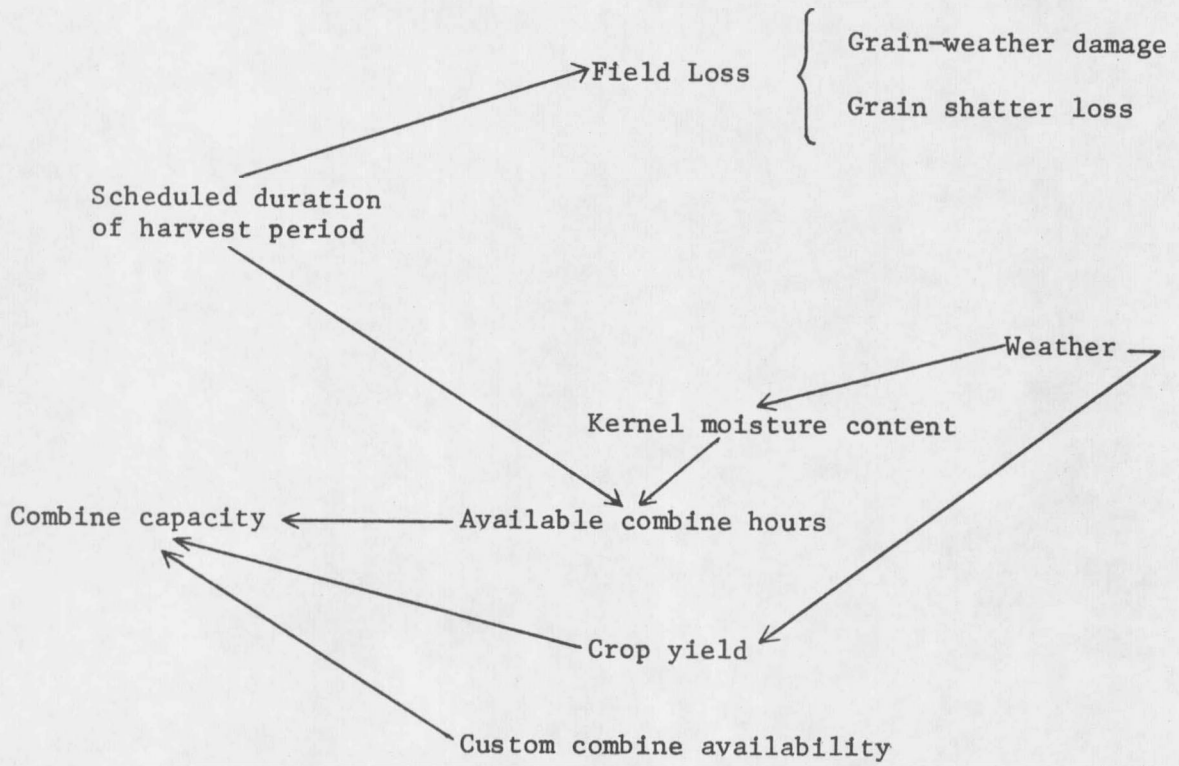 Grain-weather damage
Field Loss
Grain shatter loss
Scheduled duration
of harvest period
Weather
Kernel moisture content
Combine capacity
Available combine hours
Crop yield
Custom combine availability